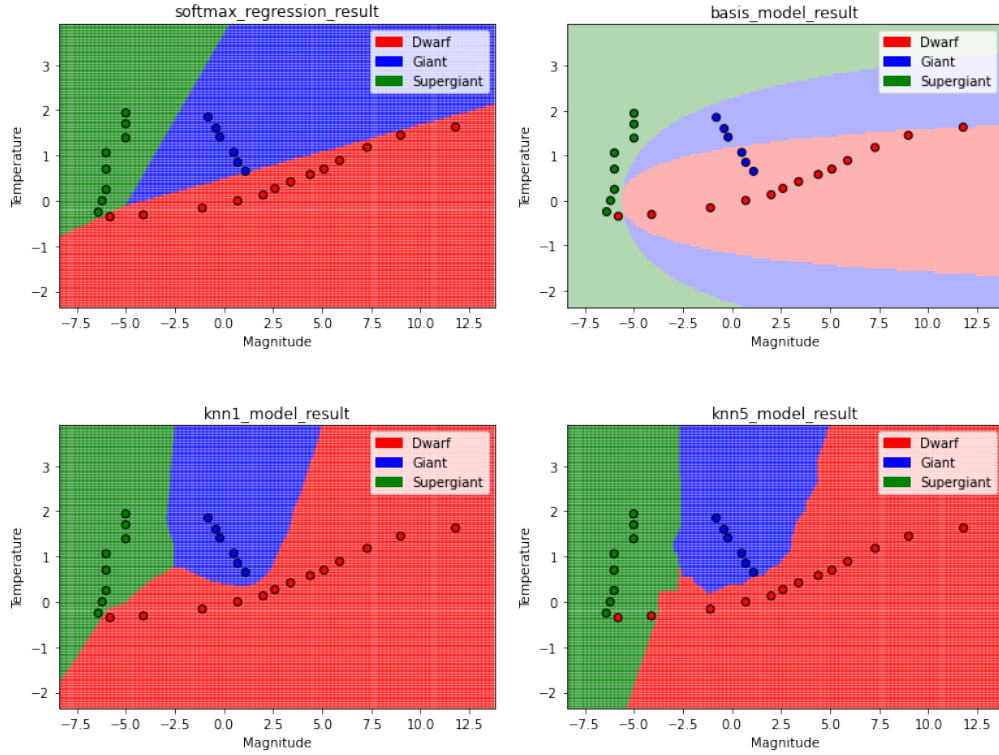 softmax_regression_result
Dwarf
Giant
Supergiant
Temperature
3
2
1
0
−1
−2
−7.5 −5.0 −2.5 0.0 2.5 5.0 7.5 10.0 12.5
Magnitude
basis_model_result
Dwarf
Giant
Supergiant
Temperature
3
2
1
0
−1
−2
−7.5 −5.0 −2.5 0.0 2.5 5.0 7.5 10.0 12.5
Magnitude
knn1_model_result
Dwarf
Giant
Supergiant
Temperature
3
2
1
0
−1
−2
−7.5 −5.0 −2.5 0.0 2.5 5.0 7.5 10.0 12.5
Magnitude
knn5_model_result
Dwarf
Giant
Supergiant
Temperature
3
2
1
0
−1
−2
−7.5 −5.0 −2.5 0.0 2.5 5.0 7.5 10.0 12.5
Magnitude